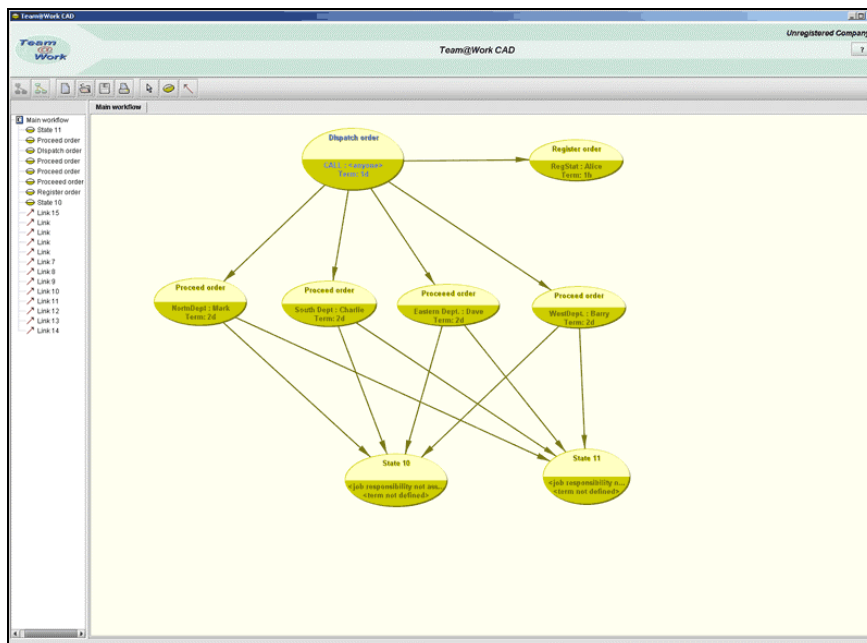 Team@Work CAD
Unregistered Company
Team
@
Work
Team@Work CAD
?
Main workflow
Main workflow
State 11
Proceed order
Dispatch order
Proceed order
Proceed order
Proceeed order
Register order
State 10
Link 15
Link
Link
Link
Link
Link 7
Link 8
Link 9
Link 10
Link 11
Link 12
Link 13
Link 14
Dispatch order
CALL : <anyone>
Term: 1d
Register order
RegStat : Alice
Term: 1h
Proceed order
NortnDept : Mark
Term: 2d
Proceed order
South Dept : Charlie
Term: 2d
Proceeed order
Eastern Dept. : Dave
Term: 2d
Proceed order
WestDept. : Barry
Term: 2d
State 10
<job responsibility not ass...
<term not defined>
State 11
<job responsibility n...
<term not defined>